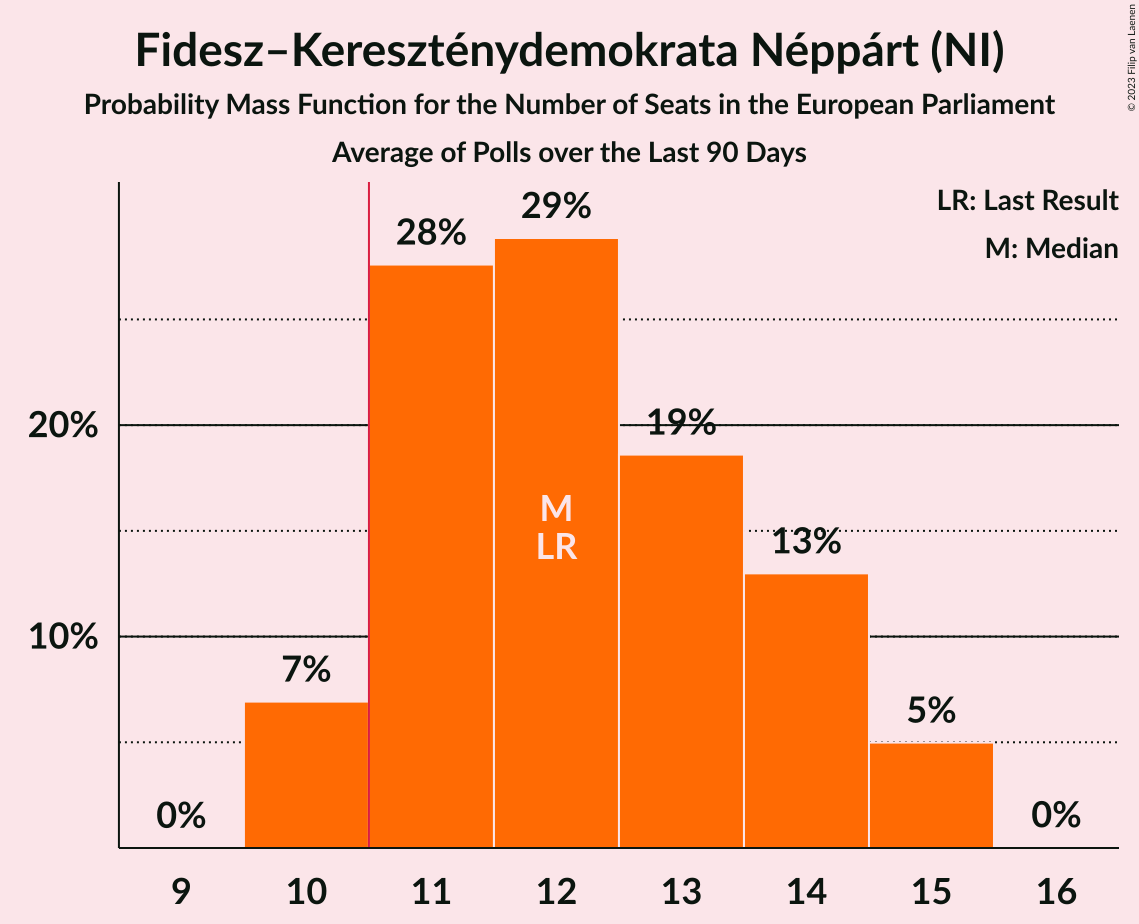 Fidesz–Kereszténydemokrata Néppárt (NI)
Probability Mass Function for the Number of Seats in the European Parliament
Average of Polls over the Last 90 Days
© 2023 Filip van Laenen
LR: Last Result
M: Median
29%
28%
20%
19%
M
LR
13%
10%
7%
5%
0%
0%
9 10 11 12 13 14 15 16